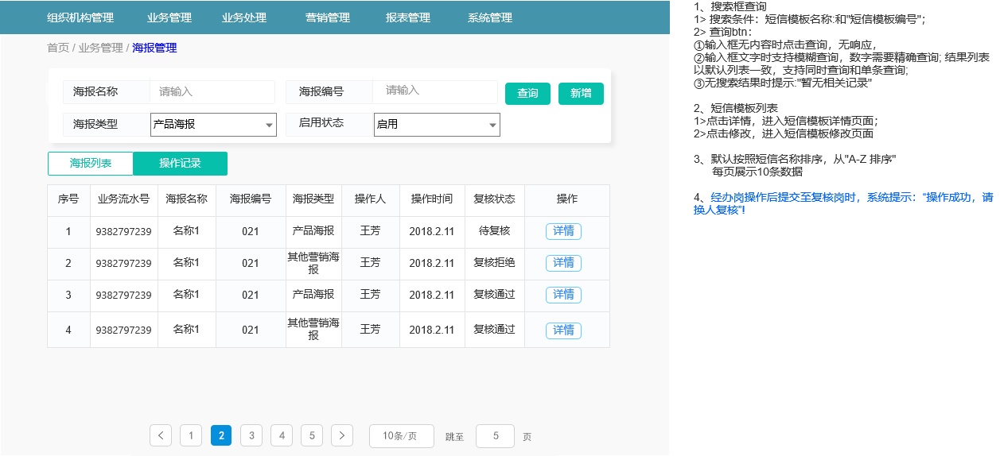 组织机构管理 业务管理 业务处理 营销管理 报表管理 系统管理
首页 / 业务管理 / 海报管理
海报名称 请输入 海报编号 请输入 查询 新增
海报类型 产品海报 启用状态 启用
海报列表 操作记录
序号 业务流水号 海报名称 海报编号 海报类型 操作人 操作时间 复核状态 操作
1 9382797239 名称1 021 产品海报 王芳 2018.2.11 待复核 详情
2 9382797239 名称1 021 其他营销海报 王芳 2018.2.11 复核拒绝 详情
3 9382797239 名称1 021 产品海报 王芳 2018.2.11 复核通过 详情
4 9382797239 名称1 021 其他营销海报 王芳 2018.2.11 复核通过 详情
< 1 2 3 4 5 > 10条/页 跳至 5 页
1、搜索框查询
1> 搜索条件：短信模板名称:和"短信模板编号"；
2> 查询btn：
①输入框无内容时点击查询，无响应，
②输入框文字时支持模糊查询，数字需要精确查询; 结果列表
以默认列表一致，支持同时查询和单条查询;
③无搜索结果时提示:"暂无相关记录"
2、短信模板列表
1>点击详情，进入短信模板详情页面；
2>点击修改，进入短信模板修改页面
3、默认按照短信名称排序，从"A-Z 排序"
每页展示10条数据
4、经办岗操作后提交至复核岗时，系统提示：“操作成功，请
换人复核”!